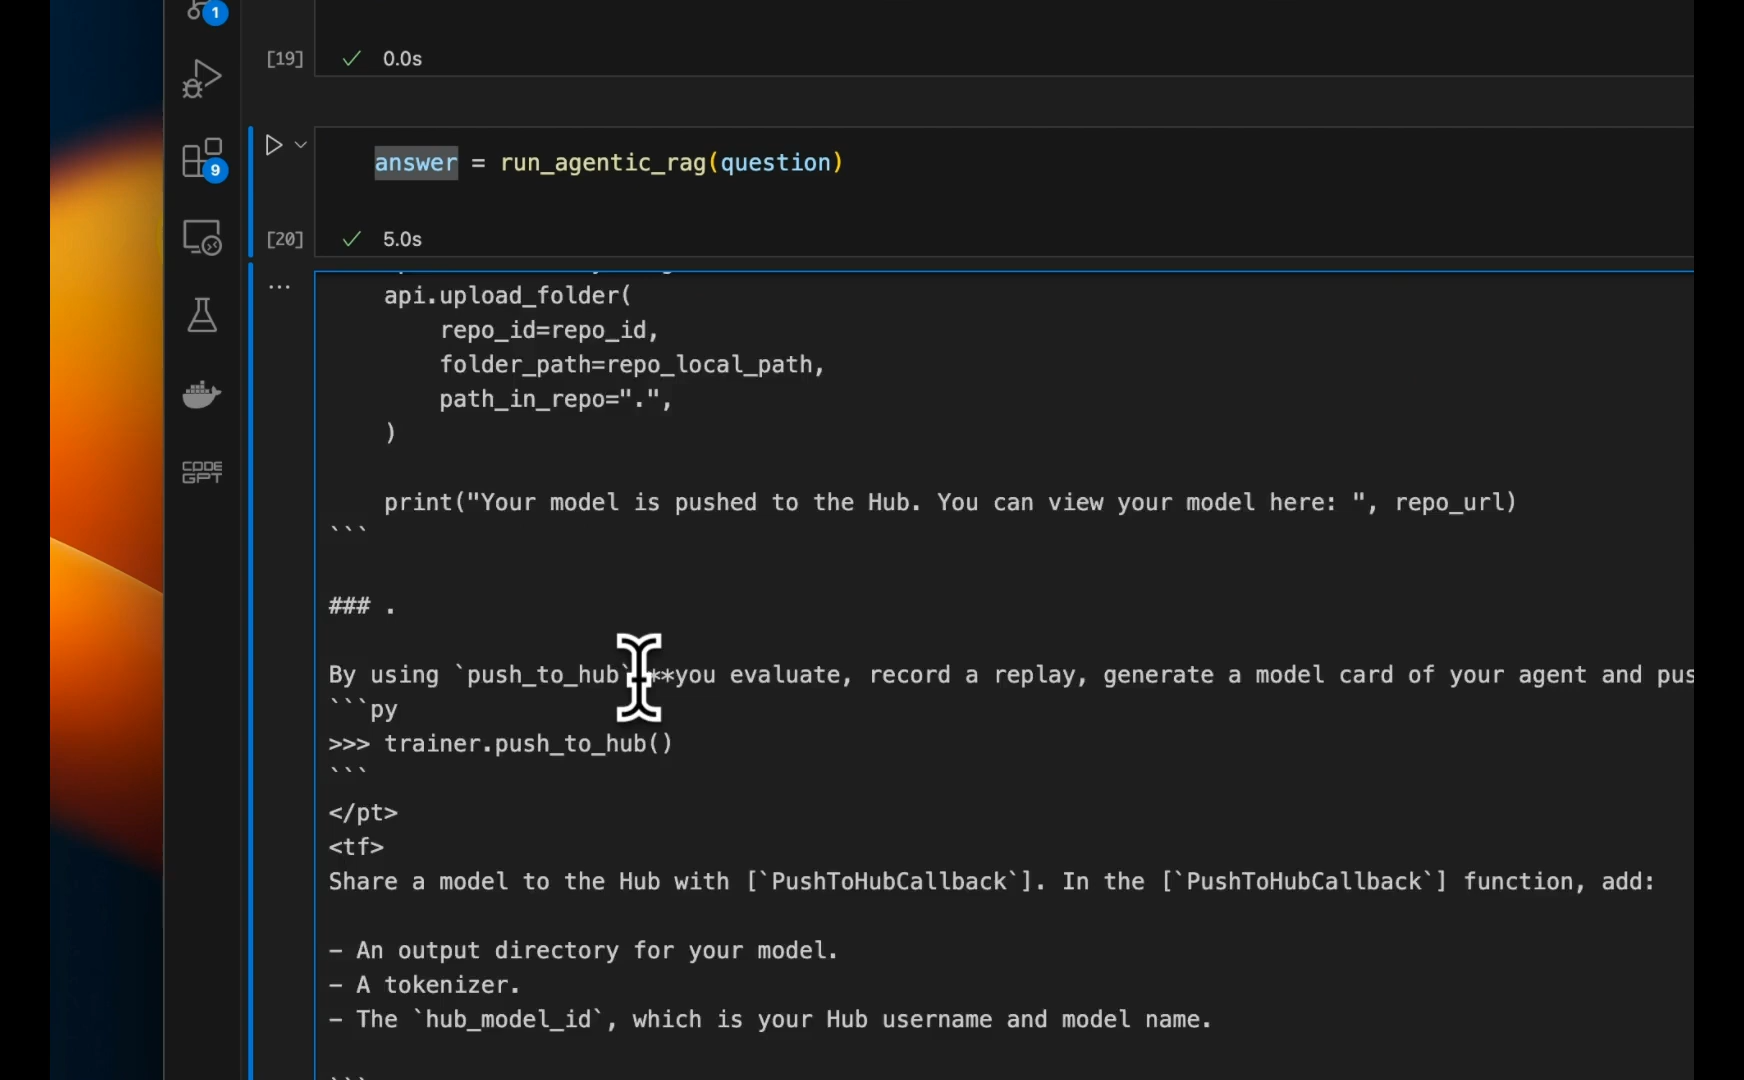 1
[19] 0.0s
9
answer = run_agentic_rag(question)
[20] 5.0s
...
api.upload_folder(
repo_id=repo_id,
folder_path=repo_local_path,
path_in_repo=".",
)
print("Your model is pushed to the Hub. You can view your model here: ", repo_url)
```
### .
By using `push_to_hub` **you evaluate, record a replay, generate a model card of your agent and pus
```py
>>> trainer.push_to_hub()
```
</pt>
<tf>
Share a model to the Hub with [`PushToHubCallback`]. In the [`PushToHubCallback`] function, add:
- An output directory for your model.
- A tokenizer.
- The `hub_model_id`, which is your Hub username and model name.
```
CODE
GPT